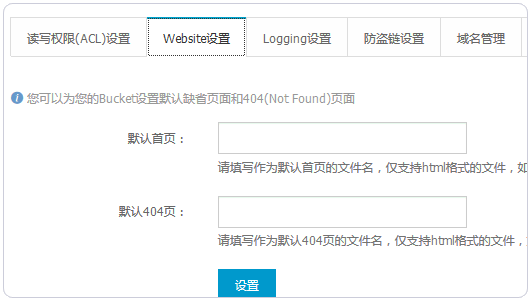 读写权限(ACL)设置 Website设置 Logging设置 防盗链设置 域名管理
您可以为您的Bucket设置默认缺省页面和404(Not Found)页面
默认首页：
请填写作为默认首页的文件名，仅支持html格式的文件，如
默认404页：
请填写作为默认404页的文件名，仅支持html格式的文件，
设置